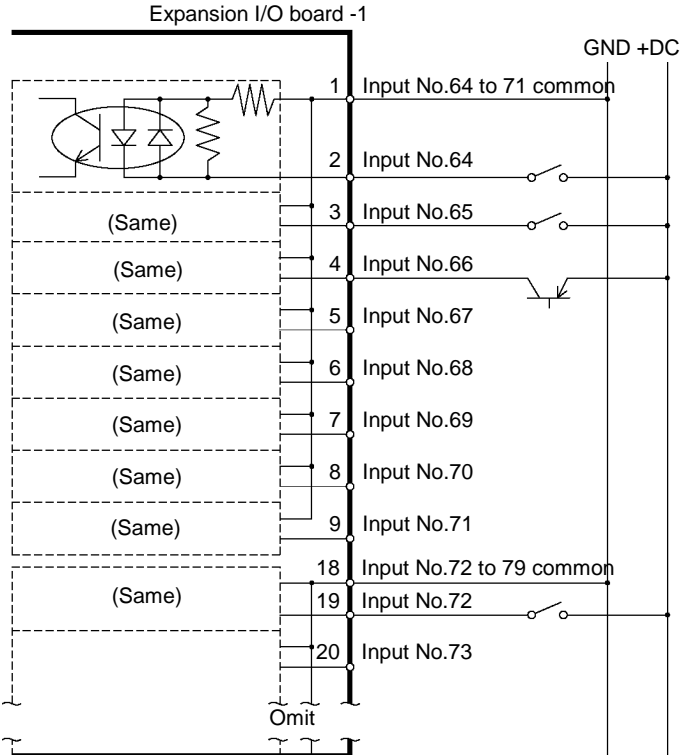 Expansion I/O board -1
GND +DC
1 Input No.64 to 71 common
2 Input No.64
(Same) 3 Input No.65
(Same) 4 Input No.66
(Same) 5 Input No.67
(Same) 6 Input No.68
(Same) 7 Input No.69
(Same) 8 Input No.70
(Same) 9 Input No.71
18 Input No.72 to 79 common
(Same) 19 Input No.72
20 Input No.73
Omit